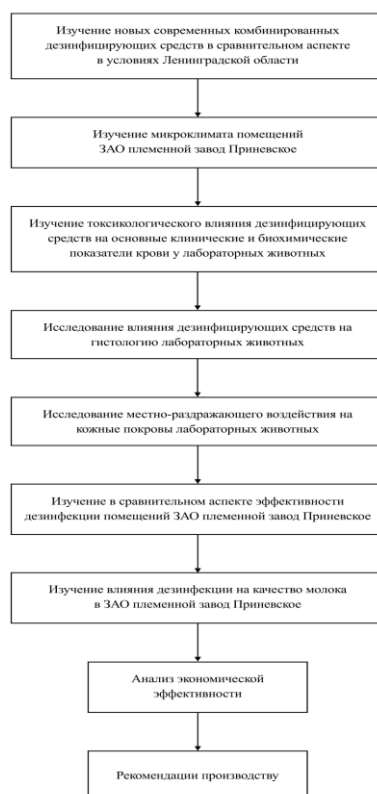 Изучение новых современных комбинированных
дезинфицирующих средств в сравнительном аспекте
в условиях Ленинградской области
Изучение микроклимата помещений
ЗАО племенной завод Приневское
Изучение токсикологического влияния дезинфицирующих
средств на основные клинические и биохимические
показатели крови у лабораторных животных
Исследование влияния дезинфицирующих средств на
гистологию лабораторных животных
Исследование местно-раздражающего воздействия на
кожные покровы лабораторных животных
Изучение в сравнительном аспекте эффективности
дезинфекции помещений ЗАО племенной завод Приневское
Изучение влияния дезинфекции на качество молока
в ЗАО племенной завод Приневское
Анализ экономической
эффективности
Рекомендации производству